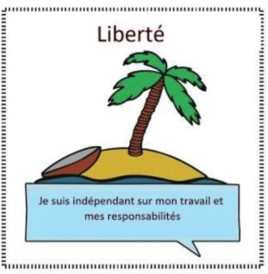 Liberté
Je suis indépendant sur mon travail et
mes responsabilités